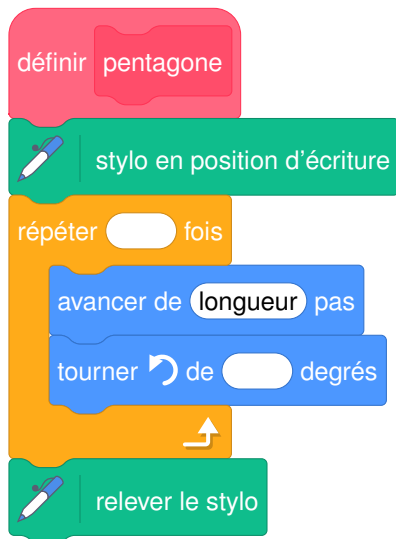 définir pentagone
stylo en position d’écriture
répéter fois
avancer de longueur pas
tourner de degrés
relever le stylo